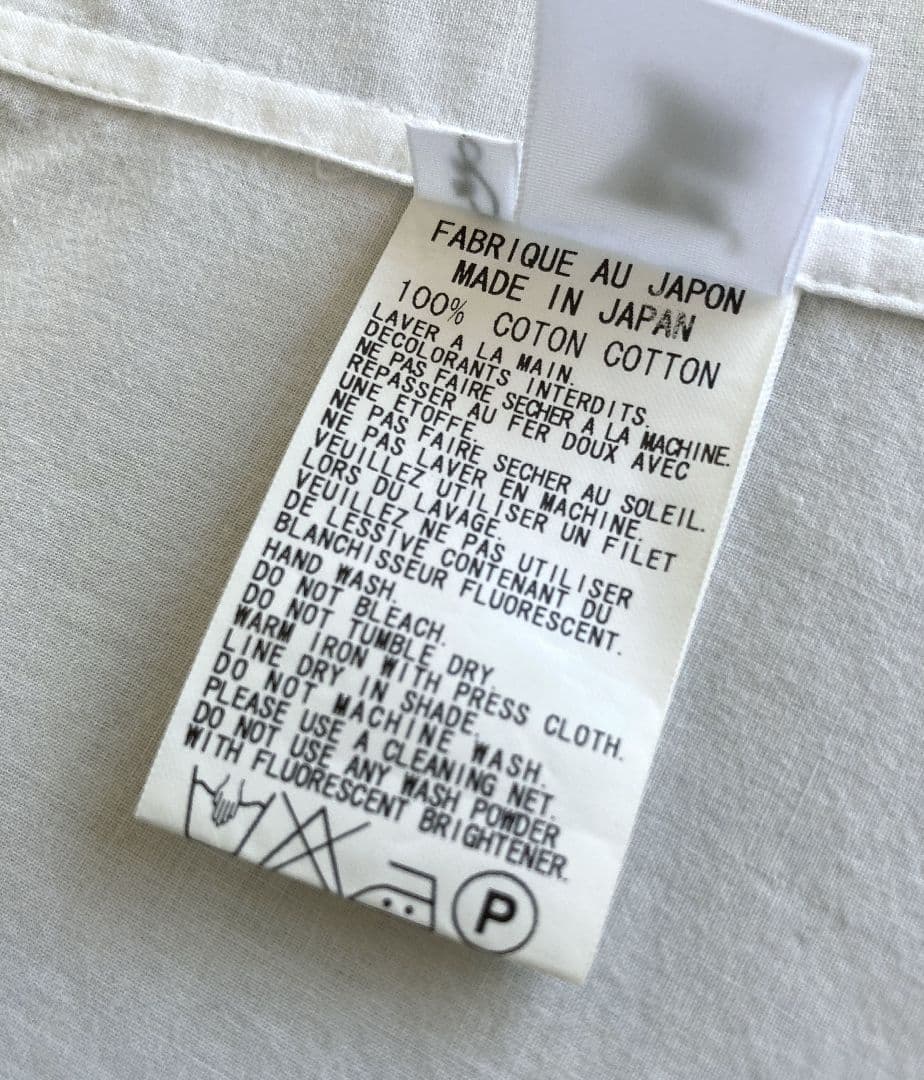 FABRIQUE AU JAPON
MADE IN JAPAN
100% COTON COTTON
LAVER A LA MAIN.
DECOLORANTS INTERDITS.
NE PAS FAIRE SECHER A LA MACHINE.
REPASSER AU FER DOUX AVEC
UNE ETOFFE.
NE PAS FAIRE SECHER AU SOLEIL.
NE PAS LAVER EN MACHINE.
VEUILLEZ UTILISER UN FILET
LORS DU LAVAGE.
VEUILLEZ NE PAS UTILISER
DE LESSIVE CONTENANT DU
BLANCHISSEUR FLUORESCENT.
HAND WASH.
DO NOT BLEACH.
DO NOT TUMBLE DRY.
WARM IRON WITH PRESS CLOTH.
LINE DRY IN SHADE.
DO NOT MACHINE WASH.
PLEASE USE A CLEANING NET.
DO NOT USE ANY WASH POWDER
WITH FLUORESCENT BRIGHTENER.
P